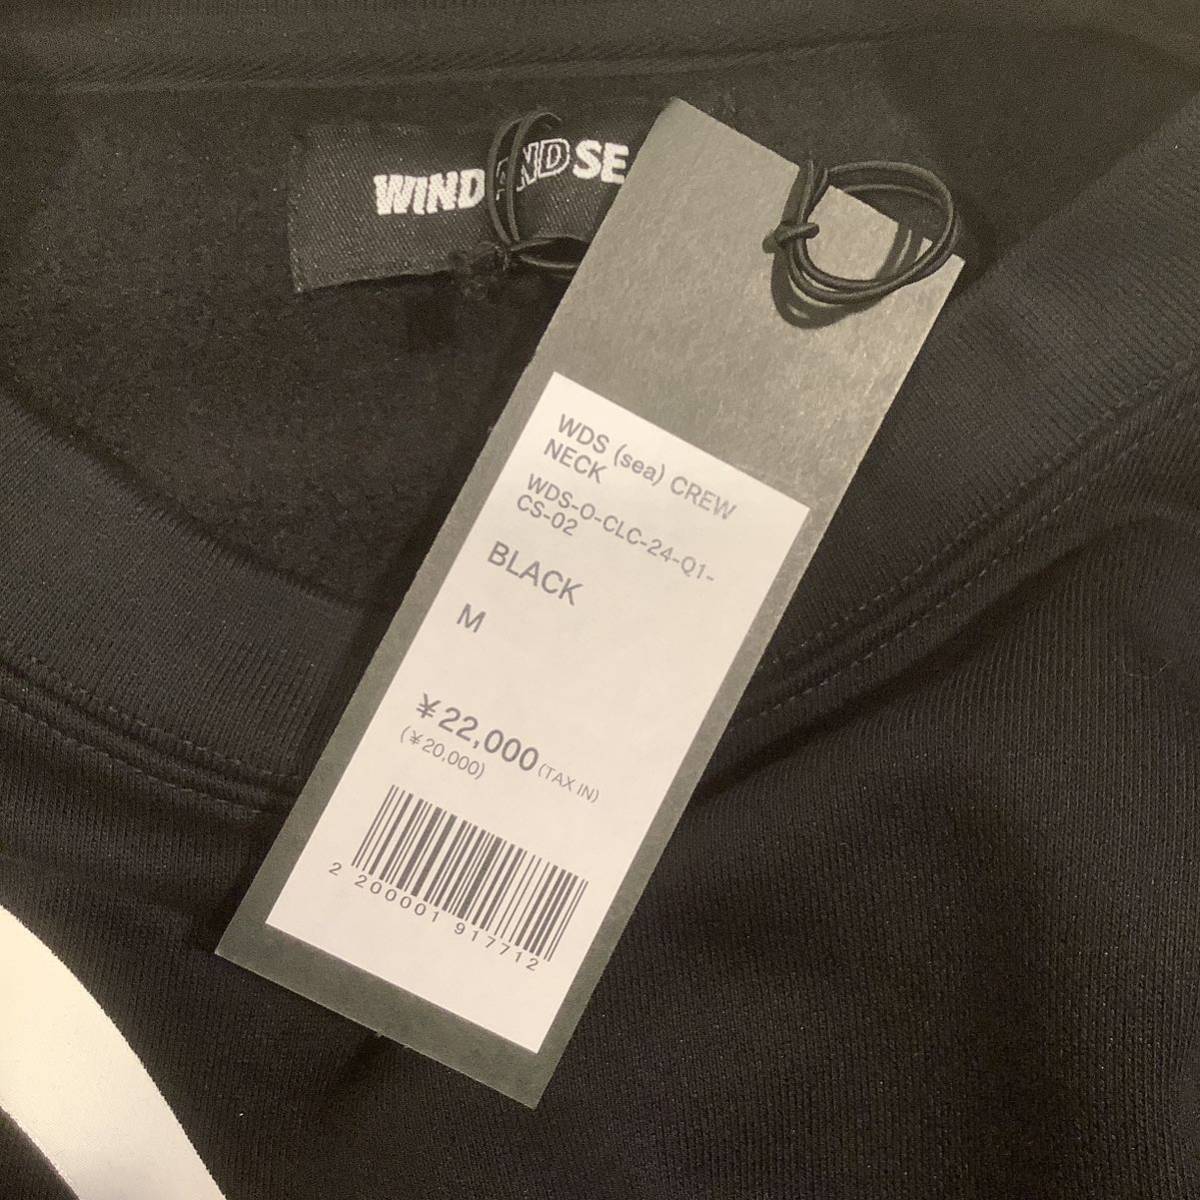 WIND AND SE
WDS (sea) CREW
NECK
WDS-O-CLC-24-Q1-
CS-02
BLACK
M
¥22,000 (TAX IN)
(¥20,000)
2 200001 917712